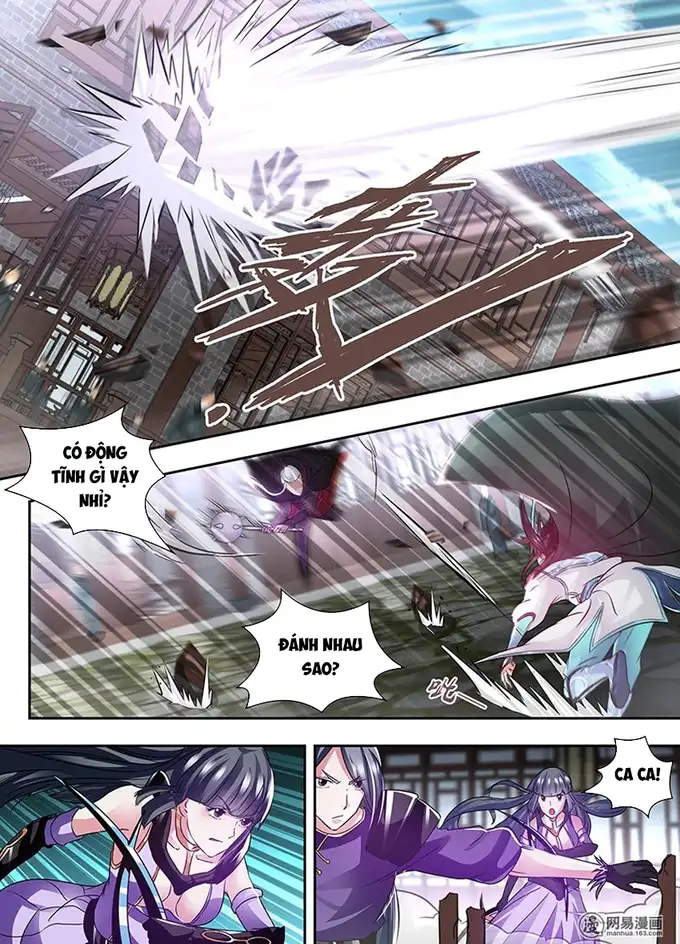 CÓ ĐỘNG
TĨNH GÌ VẬY
NHỈ?
ĐÁNH NHAU
SAO?
CA CA!
网易漫画
manhua.163.com